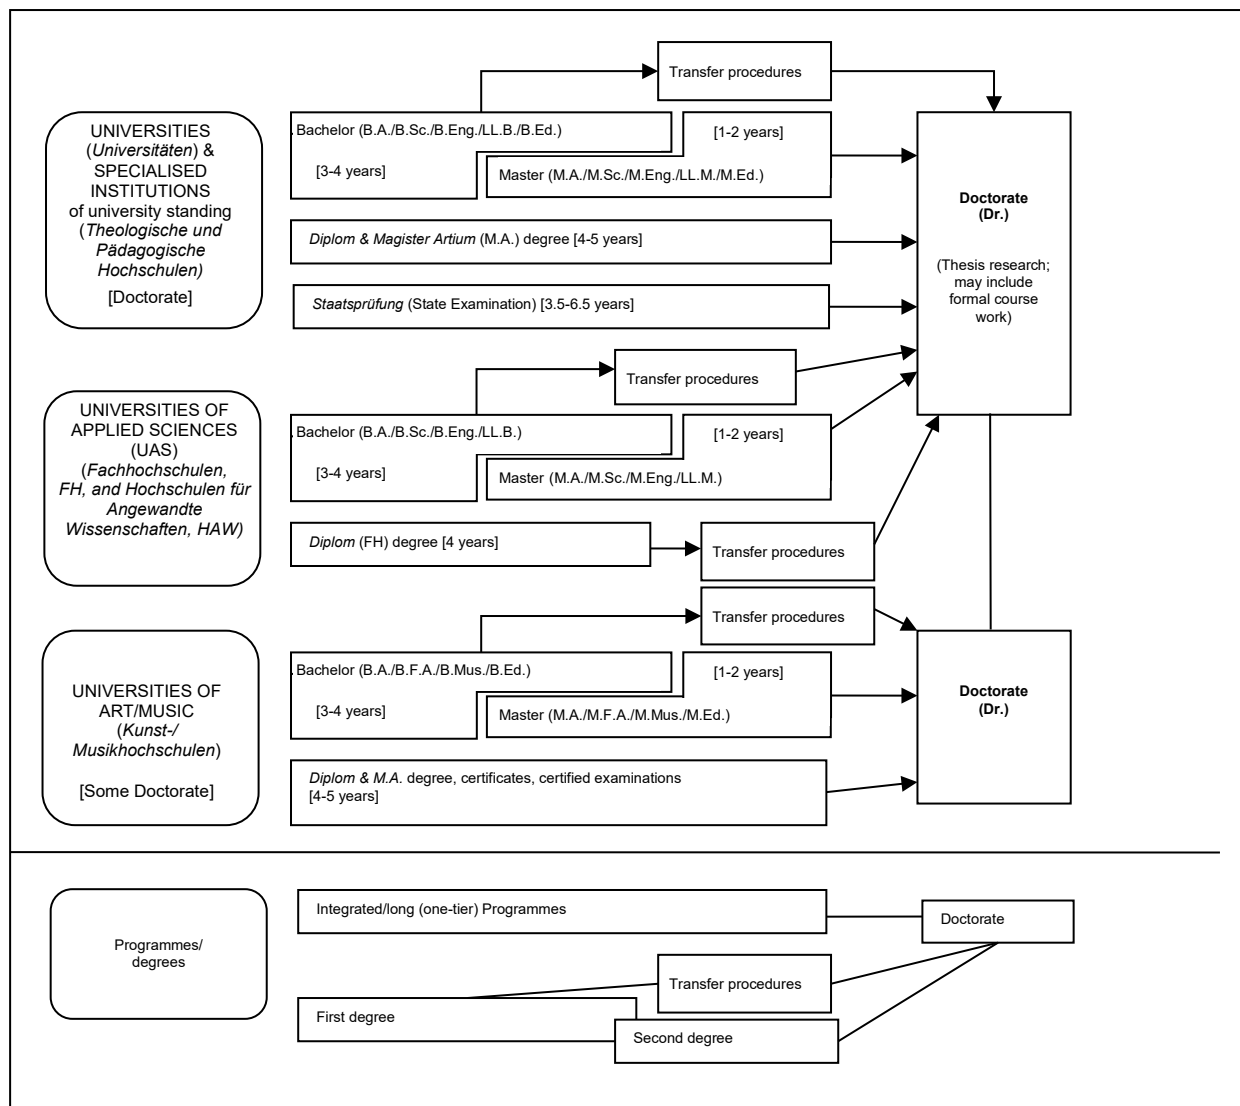 Transfer procedures
UNIVERSITIES
(Universitäten) &
SPECIALISED
INSTITUTIONS
of university standing
(Theologische und
Pädagogische
Hochschulen)
[Doctorate]
Bachelor (B.A./B.Sc./B.Eng./LL.B./B.Ed.)
[3-4 years]
[1-2 years]
Master (M.A./M.Sc./M.Eng./LL.M./M.Ed.)
Diplom & Magister Artium (M.A.) degree [4-5 years]
Staatsprüfung (State Examination) [3.5-6.5 years]
Doctorate
(Dr.)
(Thesis research;
may include
formal course
work)
Transfer procedures
UNIVERSITIES OF
APPLIED SCIENCES
(UAS)
(Fachhochschulen,
FH, and Hochschulen für
Angewandte
Wissenschaften, HAW)
Bachelor (B.A./B.Sc./B.Eng./LL.B.)
[3-4 years]
[1-2 years]
Master (M.A./M.Sc./M.Eng./LL.M.)
Diplom (FH) degree [4 years]
Transfer procedures
Transfer procedures
UNIVERSITIES OF
ART/MUSIC
(Kunst-/
Musikhochschulen)
[Some Doctorate]
Bachelor (B.A./B.F.A./B.Mus./B.Ed.)
[3-4 years]
[1-2 years]
Master (M.A./M.F.A./M.Mus./M.Ed.)
Diplom & M.A. degree, certificates, certified examinations
[4-5 years]
Doctorate
(Dr.)
Programmes/
degrees
Integrated/long (one-tier) Programmes
Doctorate
Transfer procedures
First degree
Second degree